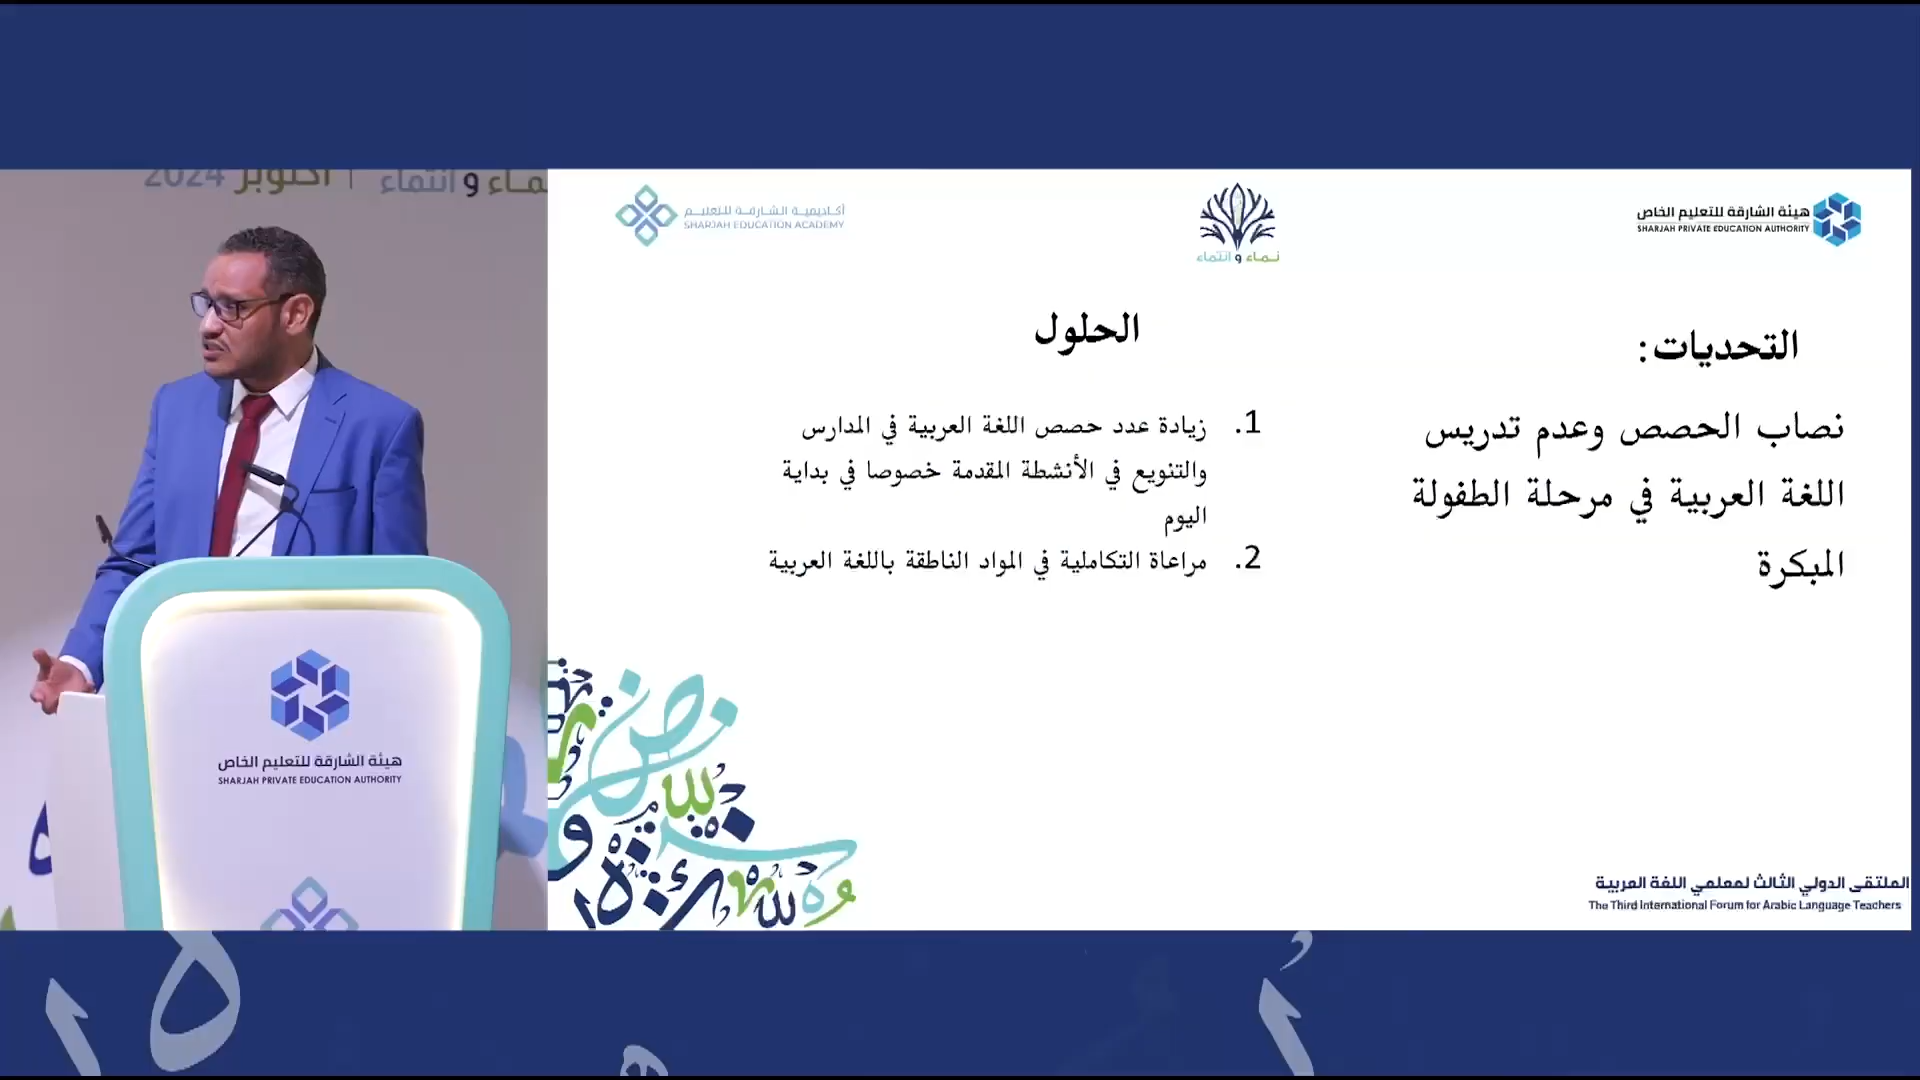 نماء و انتماء | أكتوبر 2024
هيئة الشارقة للتعليم الخاص
SHARJAH PRIVATE EDUCATION AUTHORITY
نماء و انتماء
أكاديمية الشارقة للتعليم
SHARJAH EDUCATION ACADEMY
التحديات:
نصاب الحصص وعدم تدريس
اللغة العربية في مرحلة الطفولة
المبكرة
الحلول
1. زيادة عدد حصص اللغة العربية في المدارس
والتنويع في الأنشطة المقدمة خصوصا في بداية
اليوم
2. مراعاة التكاملية في المواد الناطقة باللغة العربية
هيئة الشارقة للتعليم الخاص
SHARJAH PRIVATE EDUCATION AUTHORITY
الملتقى الدولي الثالث لمعلمي اللغة العربية
The Third International Forum for Arabic Language Teachers